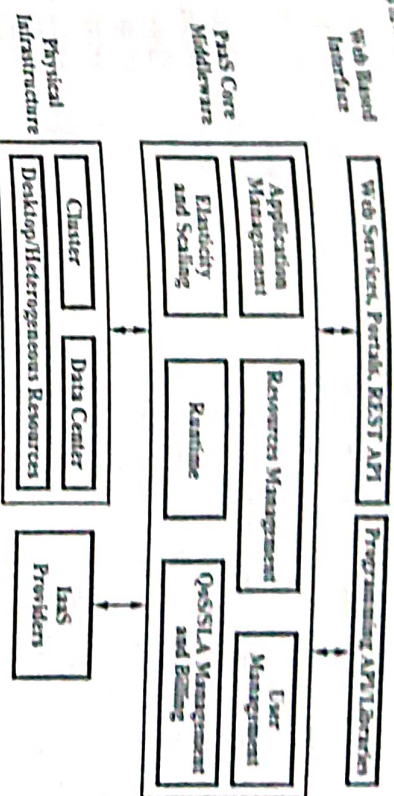 Web Based
Interface
Web Services, Portals, REST API
Programming API/Libraries
PaaS Core
Middleware
Application
Management
Resources Management
User
Management
Elasticity
and Scaling
Runtime
QoS/SLA Management
and Billing
Physical
Infrastructure
Cluster
Data Center
Desktop/Heterogeneous Resources
IaaS
Providers